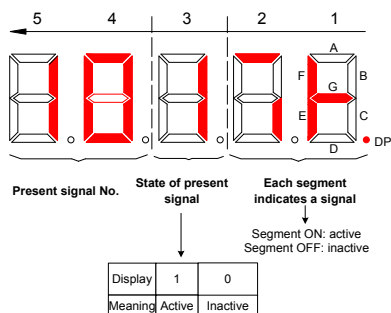 5 4 3 2 1
A
F B
G
E C
D
DP
Present signal No.
State of present
signal
Each segment
indicates a signal
Segment ON: active
Segment OFF: inactive
Display 1 0
Meaning Active Inactive